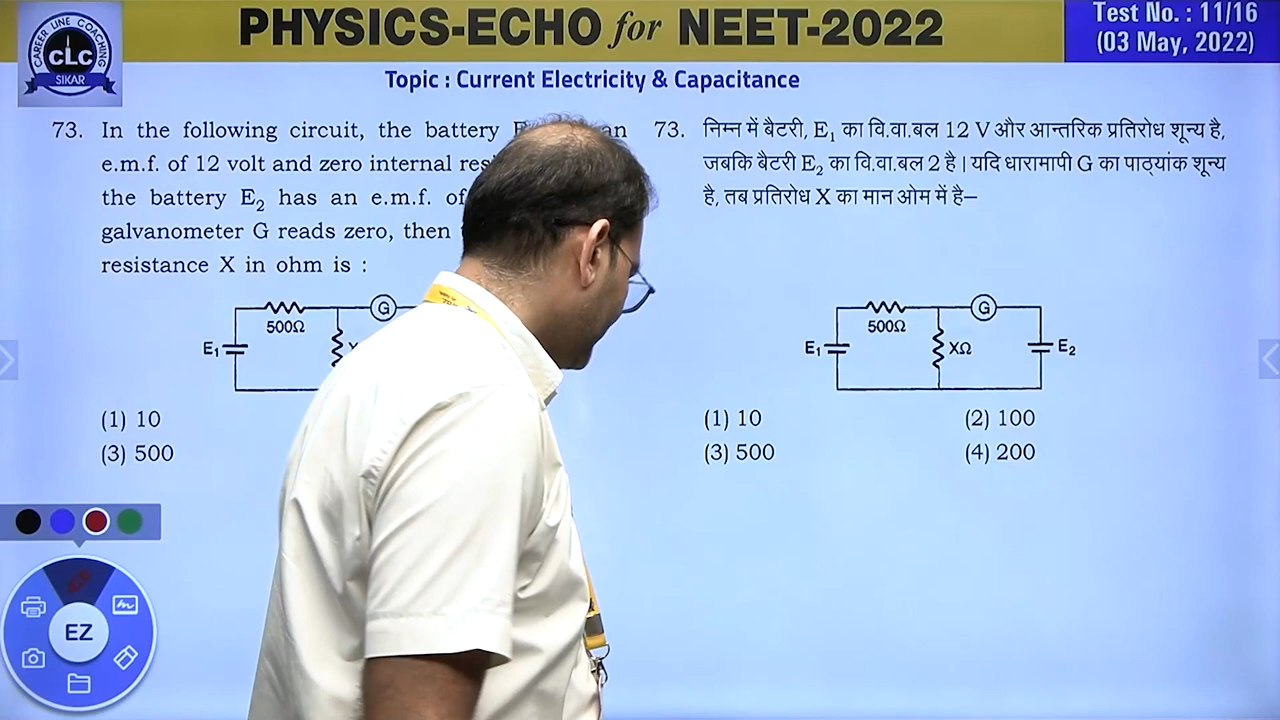 CAREER LINE COACHING
CLC
SIKAR
PHYSICS-ECHO for NEET-2022
Test No. : 11/16
(03 May, 2022)
Topic : Current Electricity & Capacitance
73. In the following circuit, the battery an
e.m.f. of 12 volt and zero internal
the battery E₂ has an e.m.f. of
galvanometer G reads zero, then
resistance X in ohm is :
G
500Ω
E₁
(1) 10
(3) 500
73. निम्न में बैटरी, E₁ का वि.वा.बल 12 V और आन्तरिक प्रतिरोध शून्य है,
जबकि बैटरी E₂ का वि.वा.बल 2 है। यदि धारामापी G का पाठ्यांक शून्य
है, तब प्रतिरोध X का मान ओम में है–
G
500Ω
E₁
XΩ
E₂
(1) 10 (2) 100
(3) 500 (4) 200
EZ